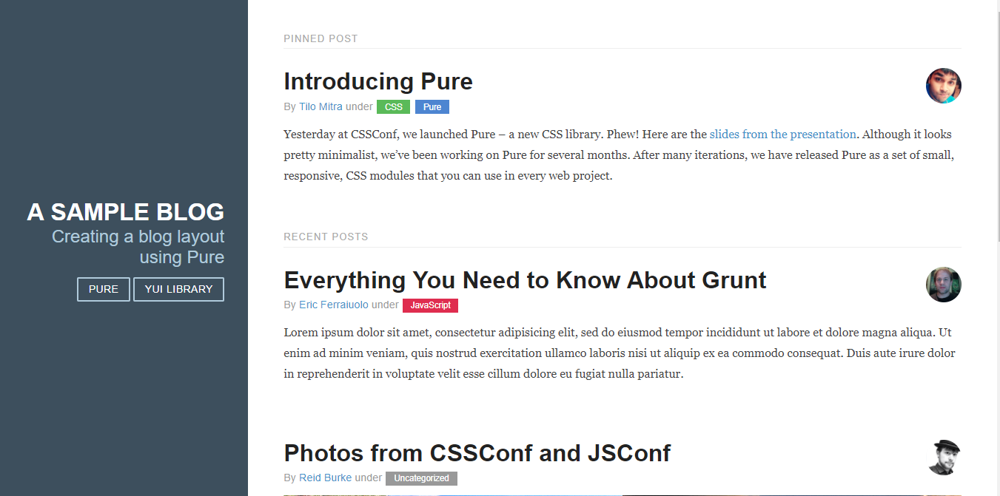 A SAMPLE BLOG
Creating a blog layout
using Pure
PURE YUI LIBRARY
PINNED POST
Introducing Pure
By Tilo Mitra under CSS Pure
Yesterday at CSSConf, we launched Pure – a new CSS library. Phew! Here are the slides from the presentation. Although it looks
pretty minimalist, we’ve been working on Pure for several months. After many iterations, we have released Pure as a set of small,
responsive, CSS modules that you can use in every web project.
RECENT POSTS
Everything You Need to Know About Grunt
By Eric Ferraiuolo under JavaScript
Lorem ipsum dolor sit amet, consectetur adipisicing elit, sed do eiusmod tempor incididunt ut labore et dolore magna aliqua. Ut
enim ad minim veniam, quis nostrud exercitation ullamco laboris nisi ut aliquip ex ea commodo consequat. Duis aute irure dolor
in reprehenderit in voluptate velit esse cillum dolore eu fugiat nulla pariatur.
Photos from CSSConf and JSConf
By Reid Burke under Uncategorized